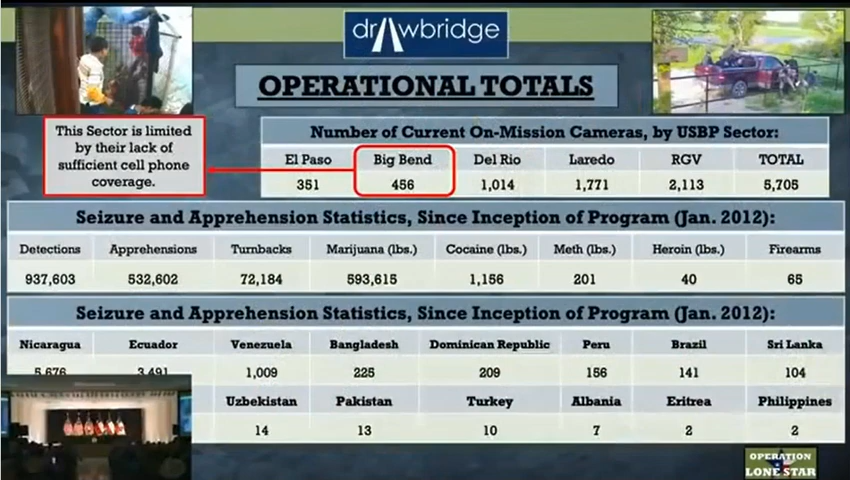 drawbridge
OPERATIONAL TOTALS
This Sector is limited
by their lack of
sufficient cell phone
coverage.
Number of Current On-Mission Cameras, by USBP Sector:
El Paso Big Bend Del Rio Laredo RGV TOTAL
351 456 1,014 1,771 2,113 5,705
Seizure and Apprehension Statistics, Since Inception of Program (Jan. 2012):
Detections Apprehensions Turnbacks Marijuana (lbs.) Cocaine (lbs.) Meth (lbs.) Heroin (lbs.) Firearms
937,603 532,602 72,184 593,615 1,156 201 40 65
Seizure and Apprehension Statistics, Since Inception of Program (Jan. 2012):
Nicaragua Ecuador Venezuela Bangladesh Dominican Republic Peru Brazil Sri Lanka
5,676 3,491 1,009 225 209 156 141 104
Uzbekistan Pakistan Turkey Albania Eritrea Philippines
14 13 10 7 2 2
OPERATION
LONE STAR